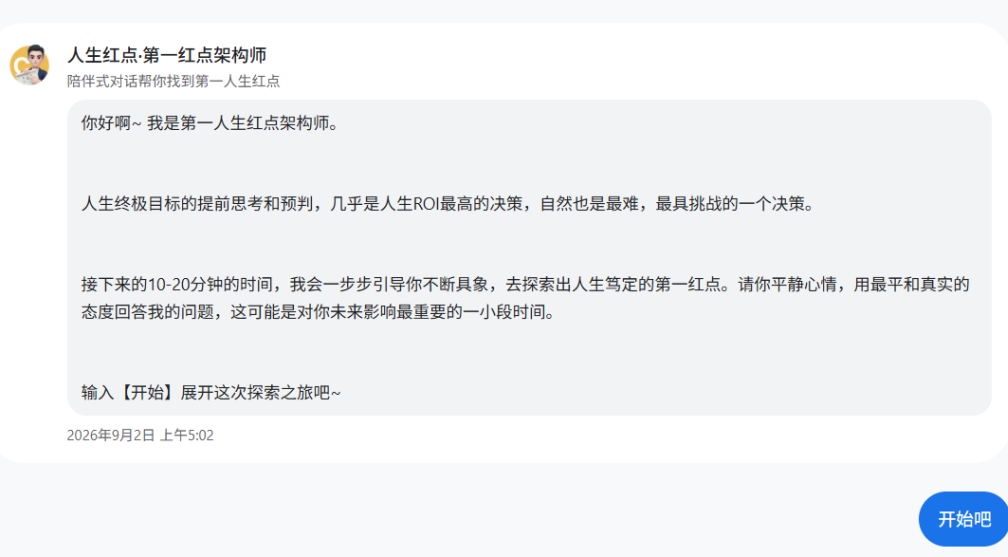 人生红点·第一红点架构师
陪伴式对话帮你找到第一人生红点
你好啊~ 我是第一人生红点架构师。
人生终极目标的提前思考和预判，几乎是人生ROI最高的决策，自然也是最难，最具挑战的一个决策。
接下来的10-20分钟的时间，我会一步步引导你不断具象，去探索出人生笃定的第一红点。请你平静心情，用最平和真实的
态度回答我的问题，这可能是对你未来影响最重要的一小段时间。
输入【开始】展开这次探索之旅吧~
2026年9月2日 上午5:02
开始吧